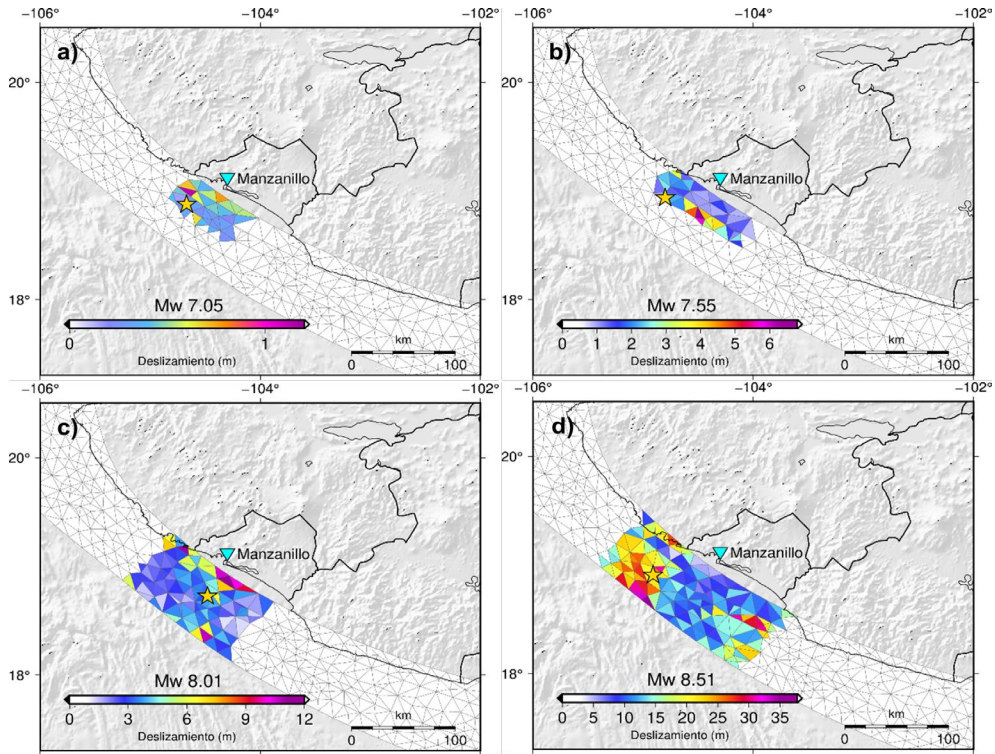 −106° −104° −102°
a)
20°
Manzanillo
18°
Mw 7.05
0 1
Deslizamiento (m)
km
0 100
−106° −104° −102°
b)
20°
Manzanillo
18°
Mw 7.55
0 1 2 3 4 5 6
Deslizamiento (m)
km
0 100
−106° −104° −102°
c)
20°
Manzanillo
18°
Mw 8.01
0 3 6 9 12
Deslizamiento (m)
km
0 100
−106° −104° −102°
d)
20°
Manzanillo
18°
Mw 8.51
0 5 10 15 20 25 30 35
Deslizamiento (m)
km
0 100